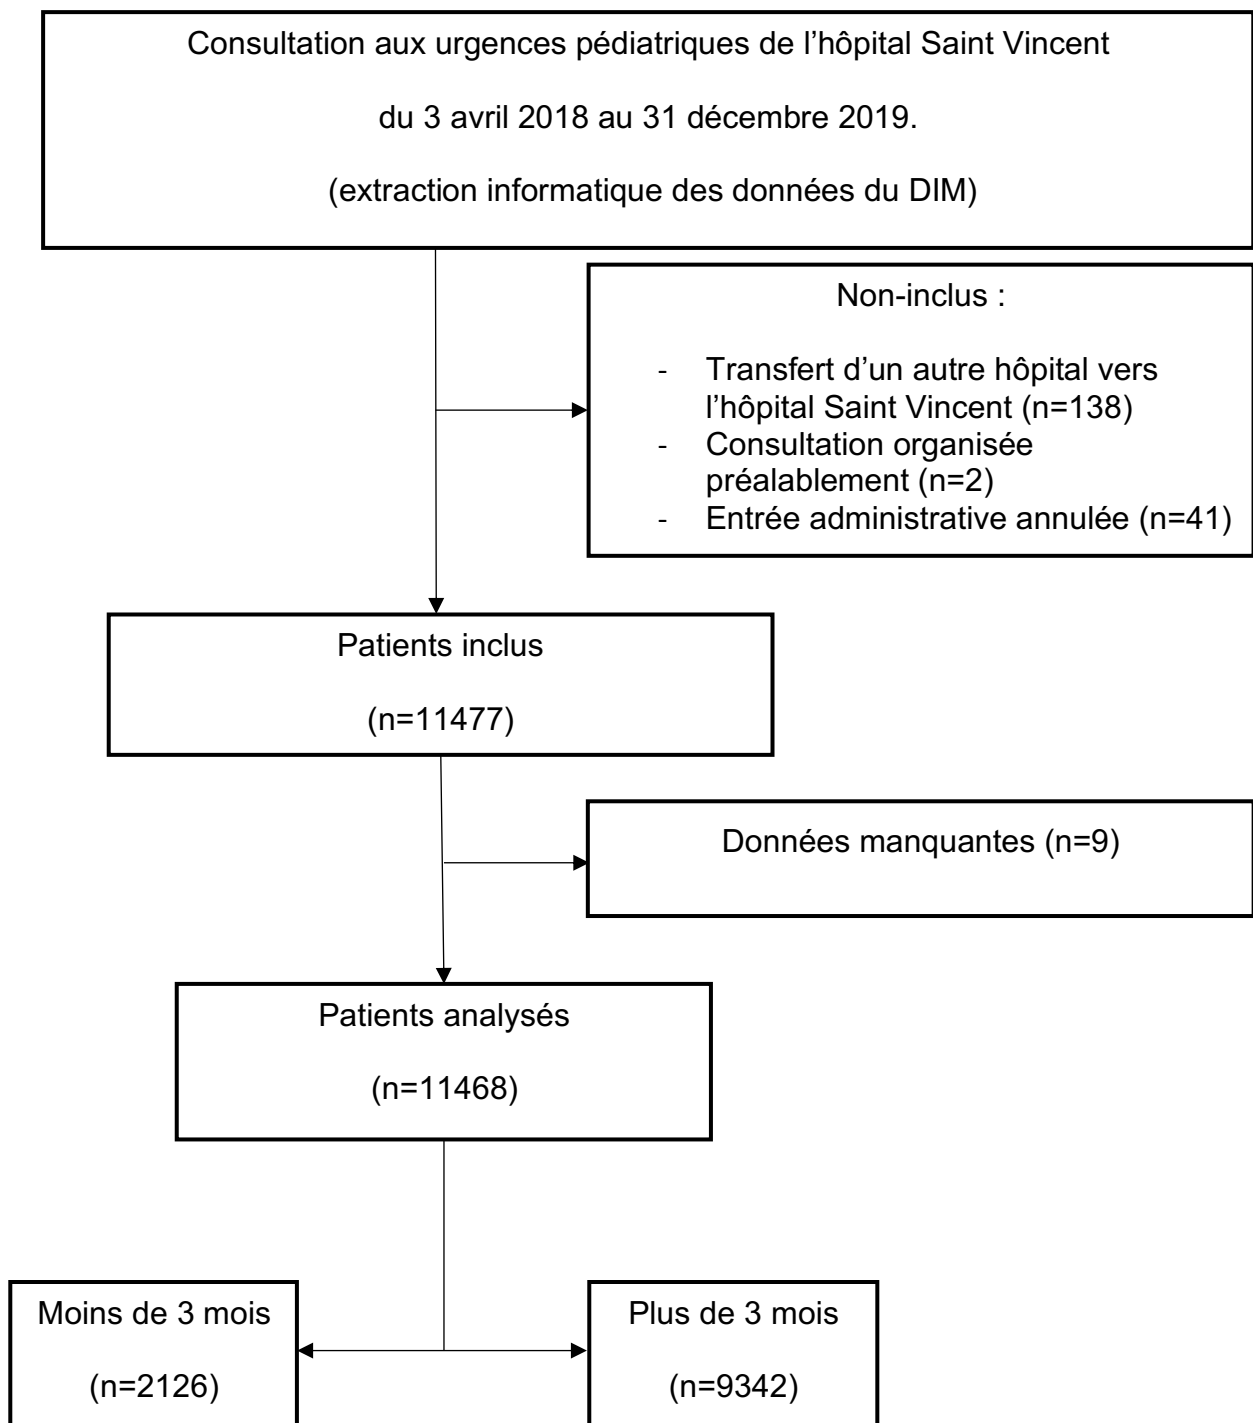 Consultation aux urgences pédiatriques de l’hôpital Saint Vincent
du 3 avril 2018 au 31 décembre 2019.
(extraction informatique des données du DIM)
Non-inclus :
- Transfert d’un autre hôpital vers
l’hôpital Saint Vincent (n=138)
- Consultation organisée
préalablement (n=2)
- Entrée administrative annulée (n=41)
Patients inclus
(n=11477)
Données manquantes (n=9)
Patients analysés
(n=11468)
Moins de 3 mois
(n=2126)
Plus de 3 mois
(n=9342)